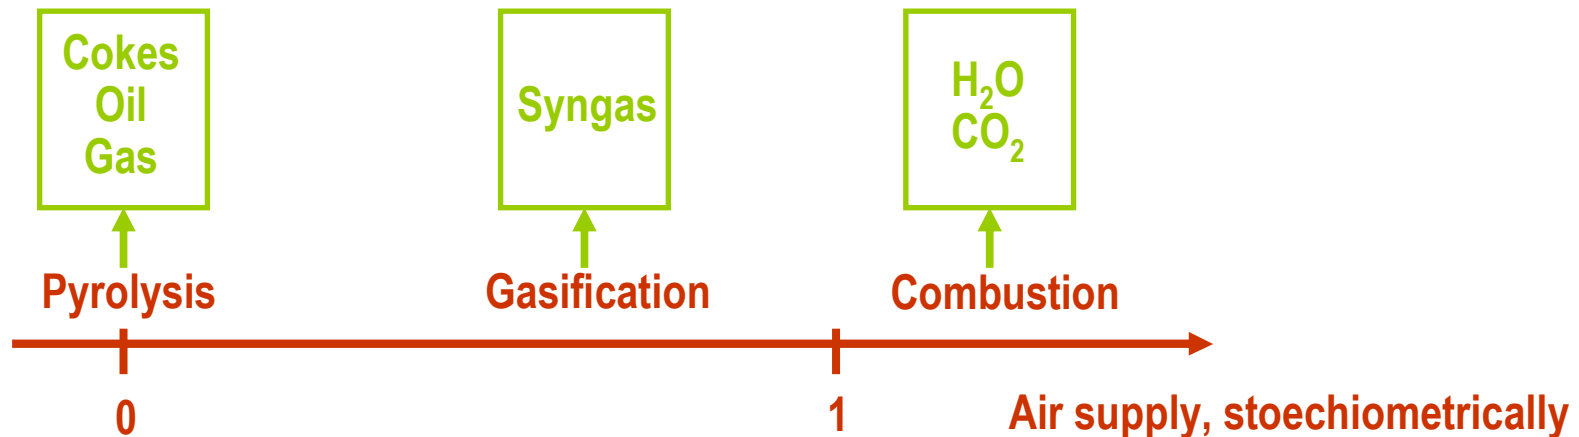 Cokes
Oil
Gas
Syngas
H₂O
CO₂
Pyrolysis
Gasification
Combustion
0
1
Air supply, stoechiometrically